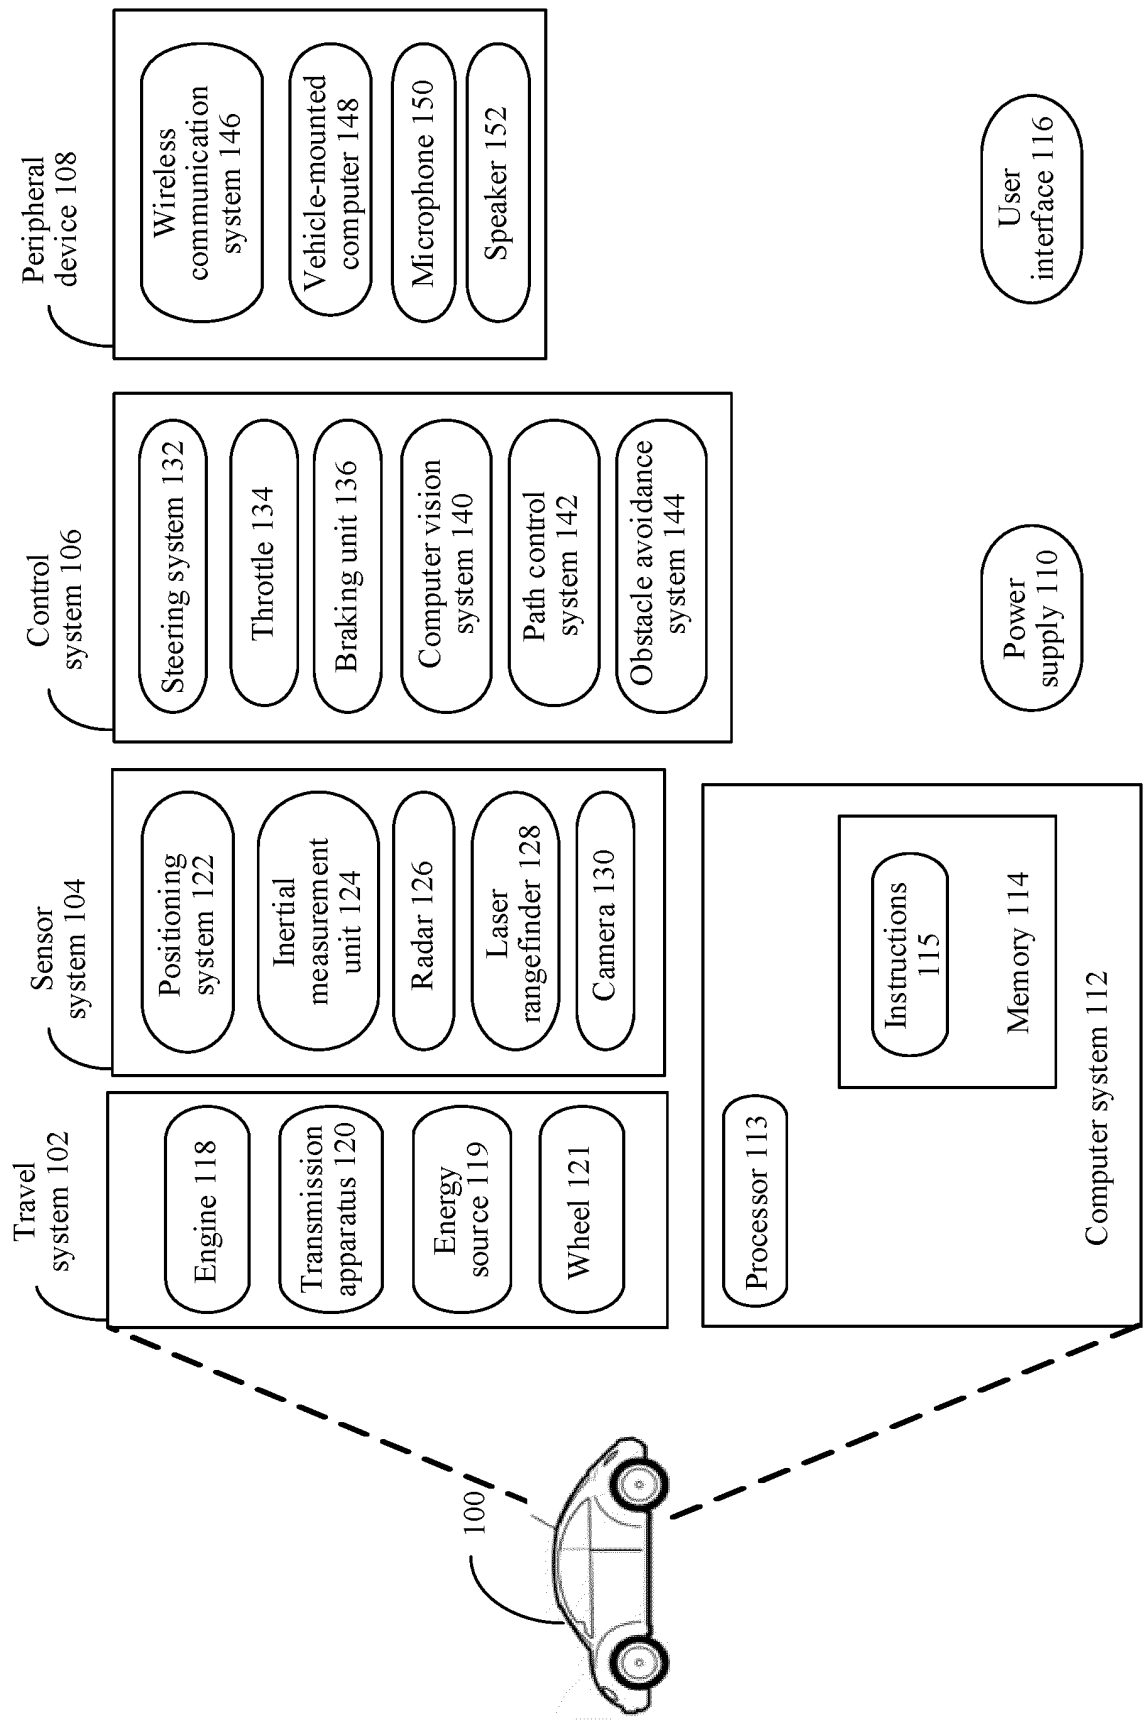 100
Travel
system 102
Engine 118
Transmission
apparatus 120
Energy
source 119
Wheel 121
Sensor
system 104
Positioning
system 122
Inertial
measurement
unit 124
Radar 126
Laser
rangefinder 128
Camera 130
Control
system 106
Steering system 132
Throttle 134
Braking unit 136
Computer vision
system 140
Path control
system 142
Obstacle avoidance
system 144
Peripheral
device 108
Wireless
communication
system 146
Vehicle-mounted
computer 148
Microphone 150
Speaker 152
Processor 113
Instructions
115
Memory 114
Computer system 112
Power
supply 110
User
interface 116